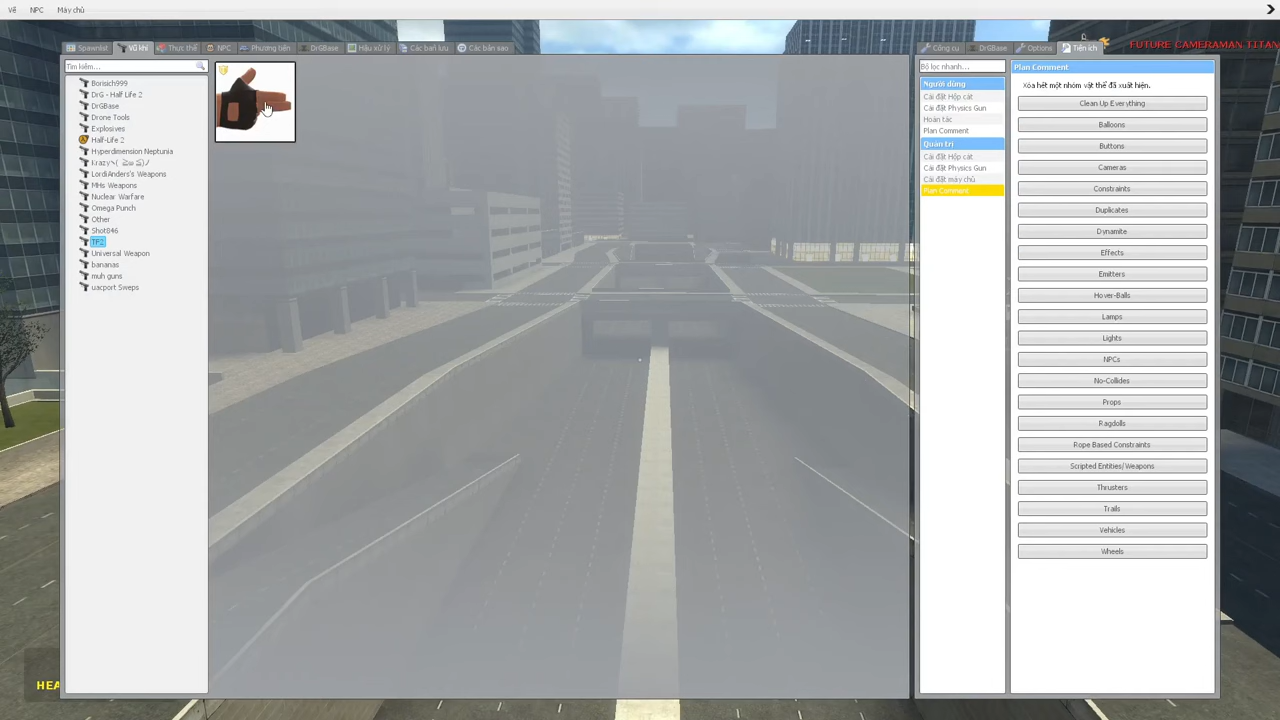 Vẽ NPC Máy chủ
Spawnlist Vũ khí Thực thể NPC Phương tiện DrGBase Hậu xử lý Các bản lưu Các bản sao
Công cụ DrGBase Options Tiện ích
FUTURE CAMERAMAN TITAN
Tìm kiếm...
Borisich999
DrG - Half Life 2
DrGBase
Drone Tools
Explosives
Half-Life 2
Hyperdimension Neptunia
LordiAnders's Weapons
MHs Weapons
Nuclear Warfare
Omega Punch
Other
Shot846
TF2
Universal Weapon
bananas
muh guns
uacport Sweps
Bộ lọc nhanh...
Người dùng
Cài đặt Hộp cát
Cài đặt Physics Gun
Hoàn tác
Plan Comment
Quản trị
Cài đặt Hộp cát
Cài đặt Physics Gun
Cài đặt máy chủ
Plan Comment
Plan Comment
Xóa hết một nhóm vật thể đã xuất hiện.
Clean Up Everything
Balloons
Buttons
Cameras
Constraints
Duplicates
Dynamite
Effects
Emitters
Hover-Balls
Lamps
Lights
NPCs
No-Collides
Props
Ragdolls
Rope Based Constraints
Scripted Entities/Weapons
Thrusters
Trails
Vehicles
Wheels
HEA